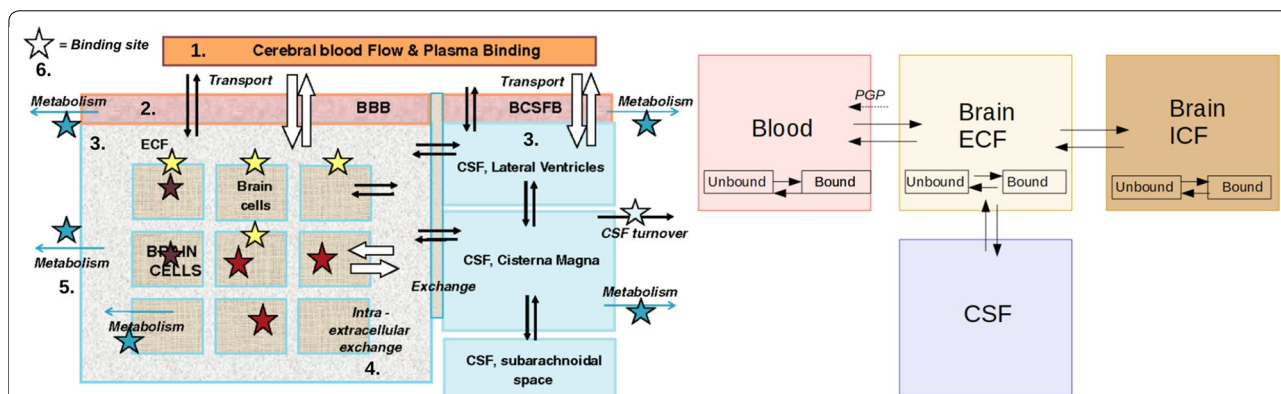 = Binding site
6.
1. Cerebral blood Flow & Plasma Binding
Transport
Transport
Metabolism
2.
BBB
BCSFB
Metabolism
3.
ECF
3.
CSF, Lateral Ventricles
Brain
cells
CSF turnover
BRAIN
CELLS
Metabolism
5.
CSF, Cisterna Magna
Exchange
Metabolism
Metabolism
Intra -
extracellular
exchange
4.
CSF, subarachnoidal
space
PGP
Blood
Unbound
Bound
Brain
ECF
Unbound
Bound
Brain
ICF
Unbound
Bound
CSF